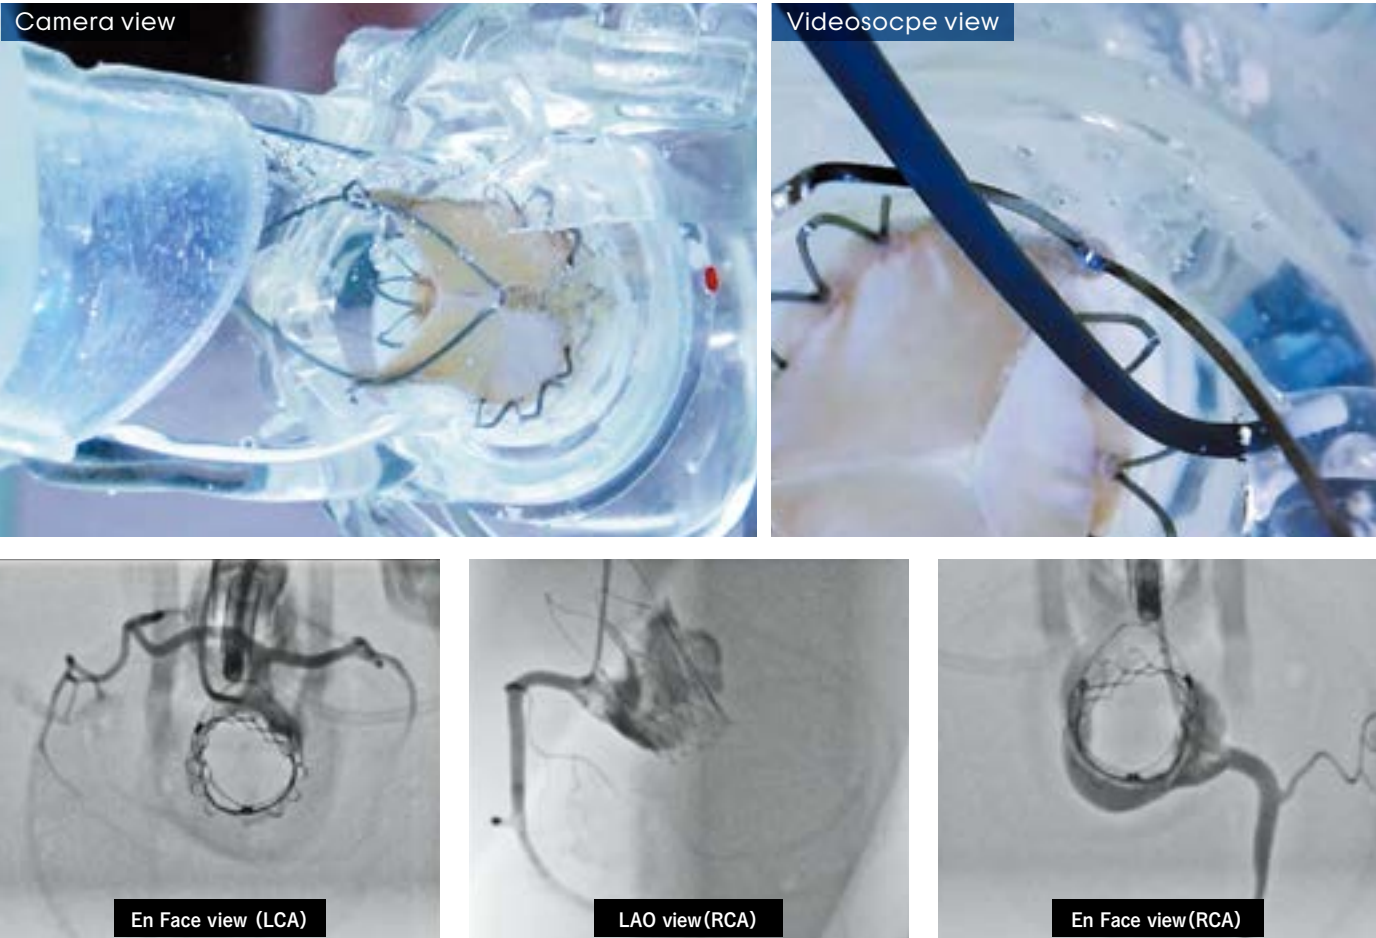 Camera view
Videosocpe view
En Face view (LCA)
LAO view(RCA)
En Face view(RCA)